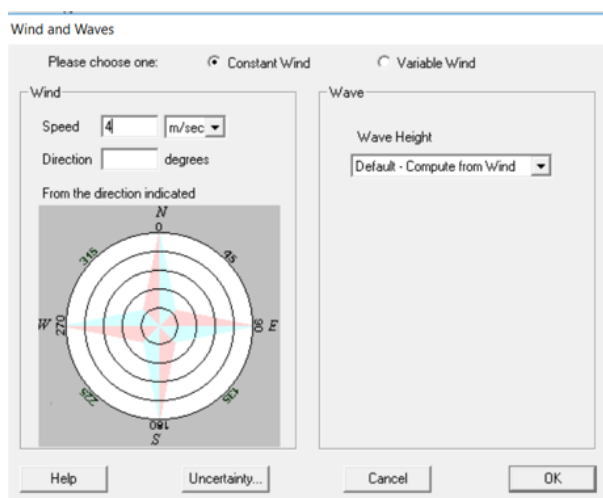 Wind and Waves
Please choose one: Constant Wind Variable Wind
Wind
Speed 4 m/sec
Direction degrees
From the direction indicated
N
0
315 45
W 270 90 E
225 135
180
S
Wave
Wave Height
Default - Compute from Wind
Help Uncertainty... Cancel OK